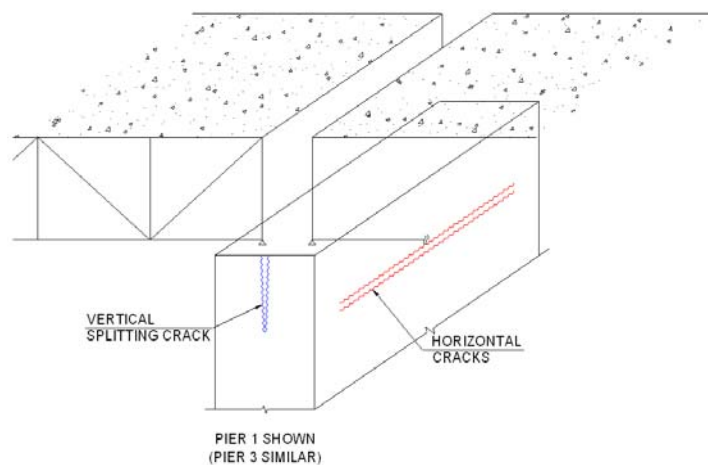 VERTICAL
SPLITTING CRACK
HORIZONTAL
CRACKS
PIER 1 SHOWN
(PIER 3 SIMILAR)